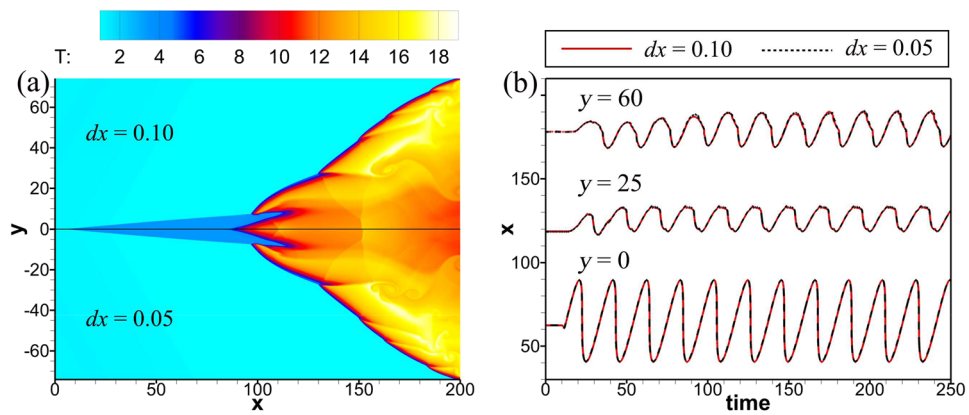 T: 2 4 6 8 10 12 14 16 18
(a)
dx = 0.10
dx = 0.05
y
60
40
20
0
-20
-40
-60
0 50 100 150 200
x
dx = 0.10 dx = 0.05
(b)
y = 60
y = 25
y = 0
x
150
100
50
0 50 100 150 200 250
time